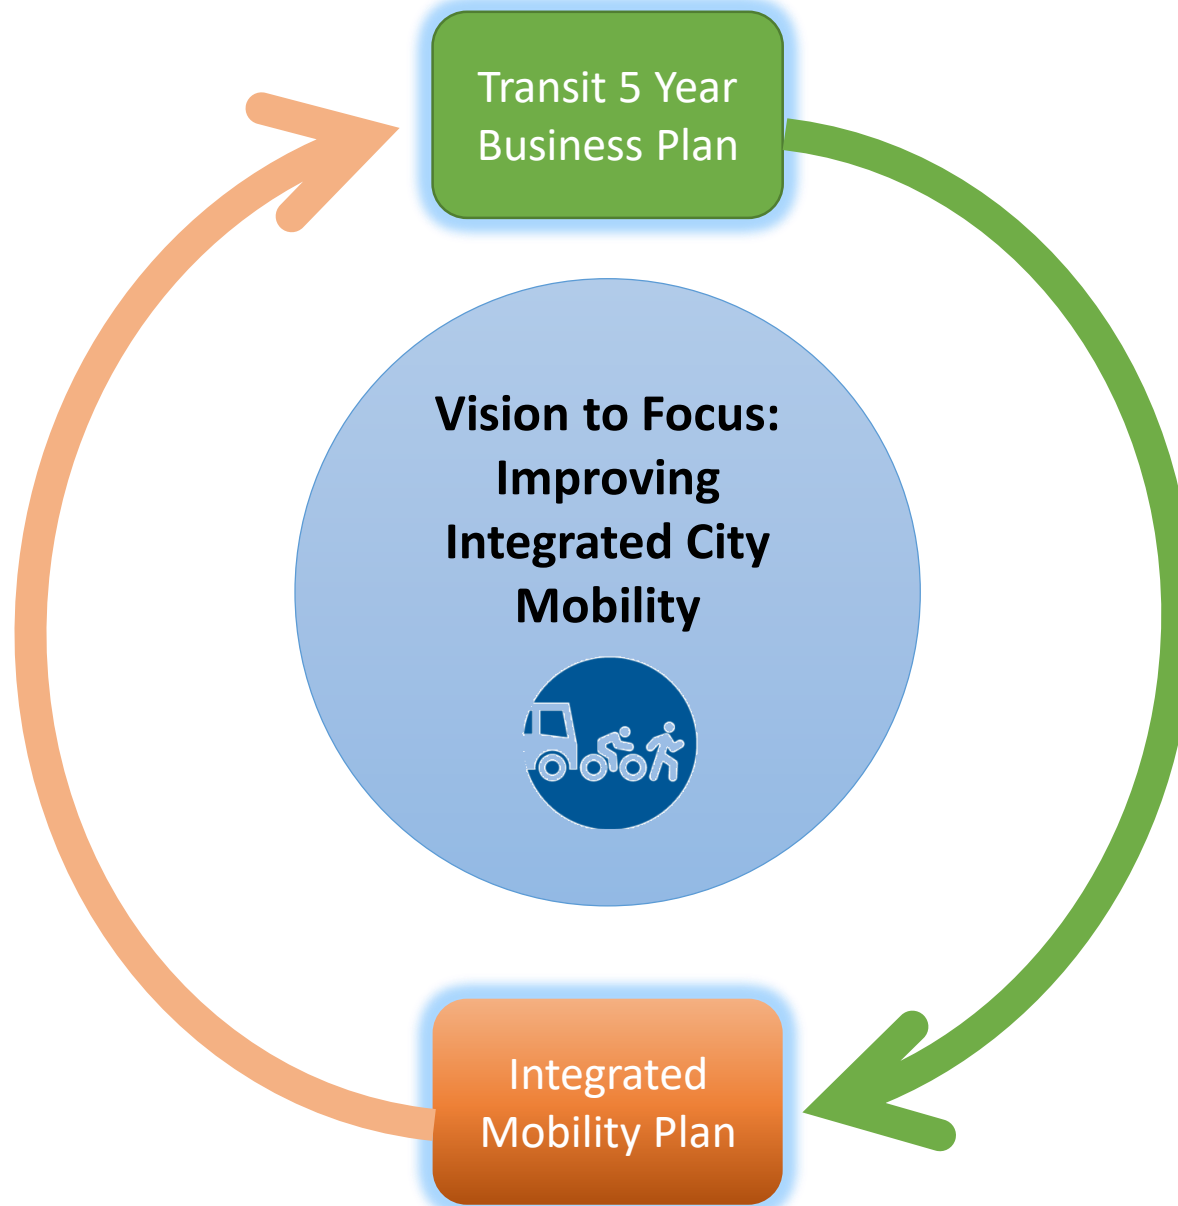 Transit 5 Year
Business Plan
Vision to Focus:
Improving
Integrated City
Mobility
Integrated
Mobility Plan